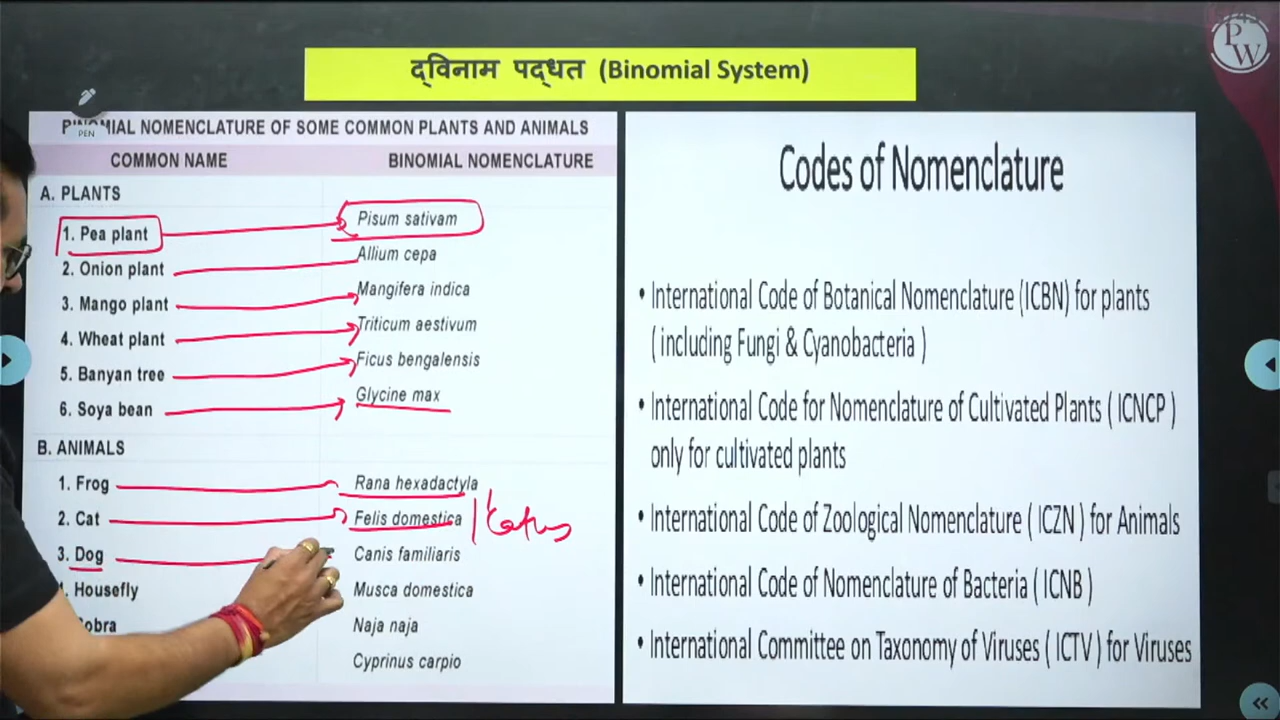 PW
द्विनाम पद्धत (Binomial System)
PEN
BINOMIAL NOMENCLATURE OF SOME COMMON PLANTS AND ANIMALS
COMMON NAME BINOMIAL NOMENCLATURE
A. PLANTS
1. Pea plant Pisum sativam
2. Onion plant Allium cepa
3. Mango plant Mangifera indica
4. Wheat plant Triticum aestivum
5. Banyan tree Ficus bengalensis
6. Soya bean Glycine max
B. ANIMALS
1. Frog Rana hexadactyla
2. Cat Felis domestica
3. Dog Canis familiaris
Housefly Musca domestica
Naja naja
Cyprinus carpio
Codes of Nomenclature
• International Code of Botanical Nomenclature (ICBN) for plants
( including Fungi & Cyanobacteria )
• International Code for Nomenclature of Cultivated Plants ( ICNCP )
only for cultivated plants
• International Code of Zoological Nomenclature ( ICZN ) for Animals
• International Code of Nomenclature of Bacteria ( ICNB )
• International Committee on Taxonomy of Viruses ( ICTV ) for Viruses